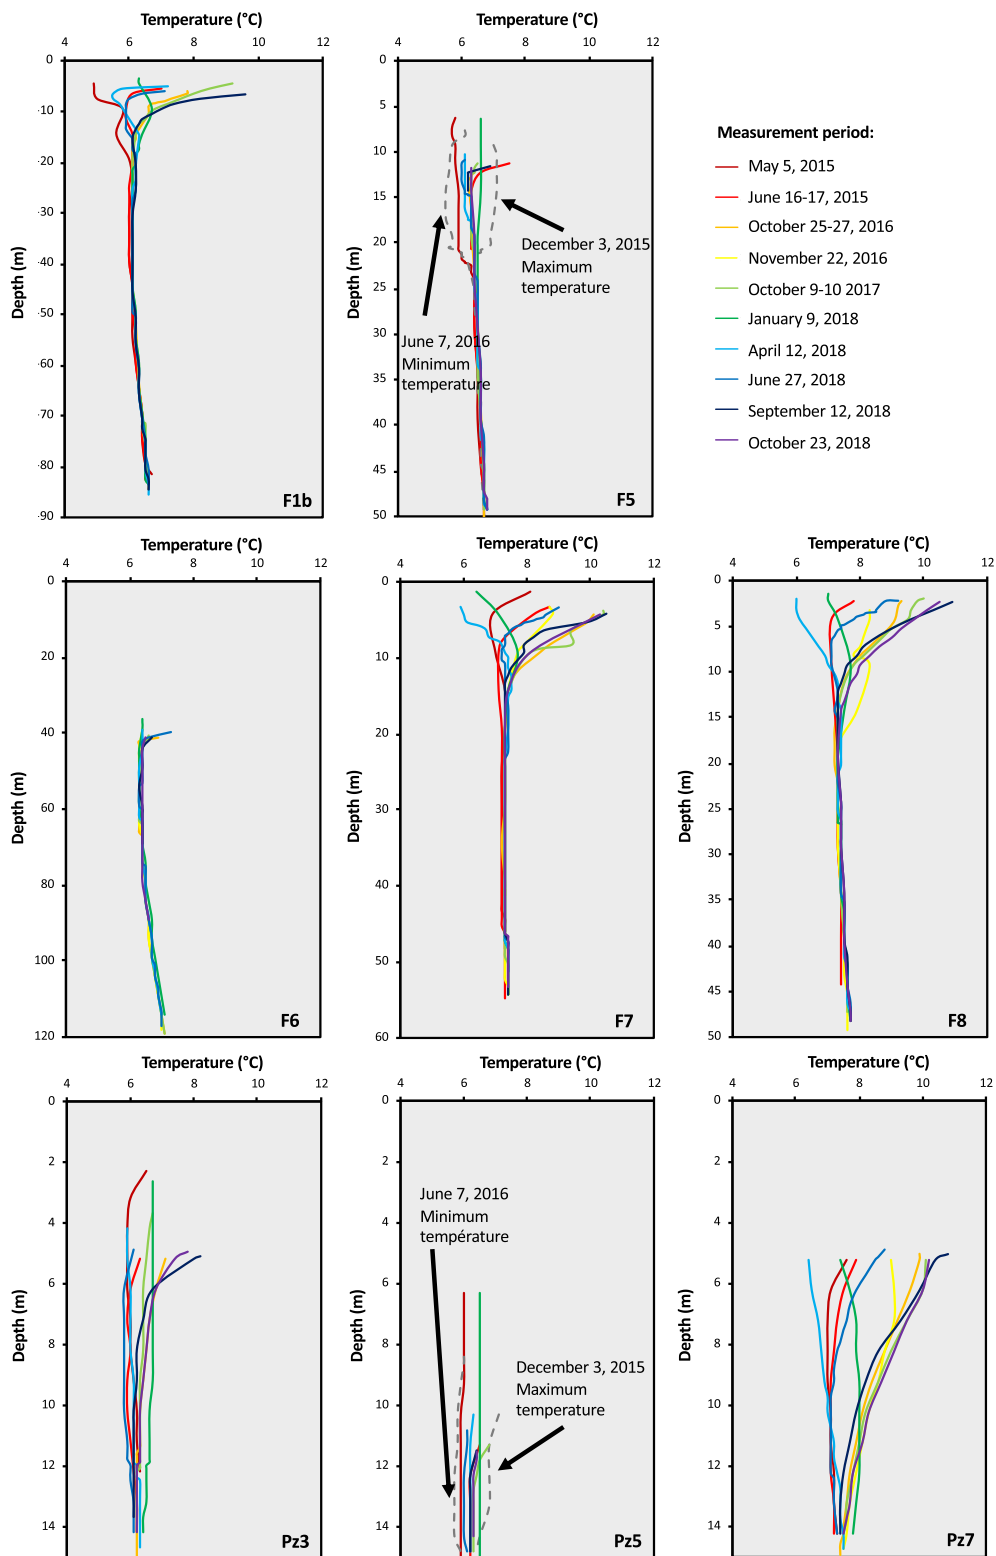 Temperature (°C)
4 6 8 10 12
0
-10
-20
-30
-40
-50
-60
-70
-80
-90
Depth (m)
F1b
Temperature (°C)
4 6 8 10 12
0
5
10
15
20
25
30
35
40
45
50
Depth (m)
December 3, 2015
Maximum
temperature
June 7, 2016
Minimum
temperature
F5
Measurement period:
May 5, 2015
June 16-17, 2015
October 25-27, 2016
November 22, 2016
October 9-10 2017
January 9, 2018
April 12, 2018
June 27, 2018
September 12, 2018
October 23, 2018
Temperature (°C)
4 6 8 10 12
0
20
40
60
80
100
120
Depth (m)
F6
Temperature (°C)
4 6 8 10 12
0
10
20
30
40
50
60
Depth (m)
F7
Temperature (°C)
4 6 8 10 12
0
5
10
15
20
25
30
35
40
45
50
Depth (m)
F8
Temperature (°C)
4 6 8 10 12
0
2
4
6
8
10
12
14
Depth (m)
Pz3
Temperature (°C)
4 6 8 10 12
0
2
4
6
8
10
12
14
Depth (m)
June 7, 2016
Minimum
température
December 3, 2015
Maximum
temperature
Pz5
Temperature (°C)
4 6 8 10 12
0
2
4
6
8
10
12
14
Depth (m)
Pz7